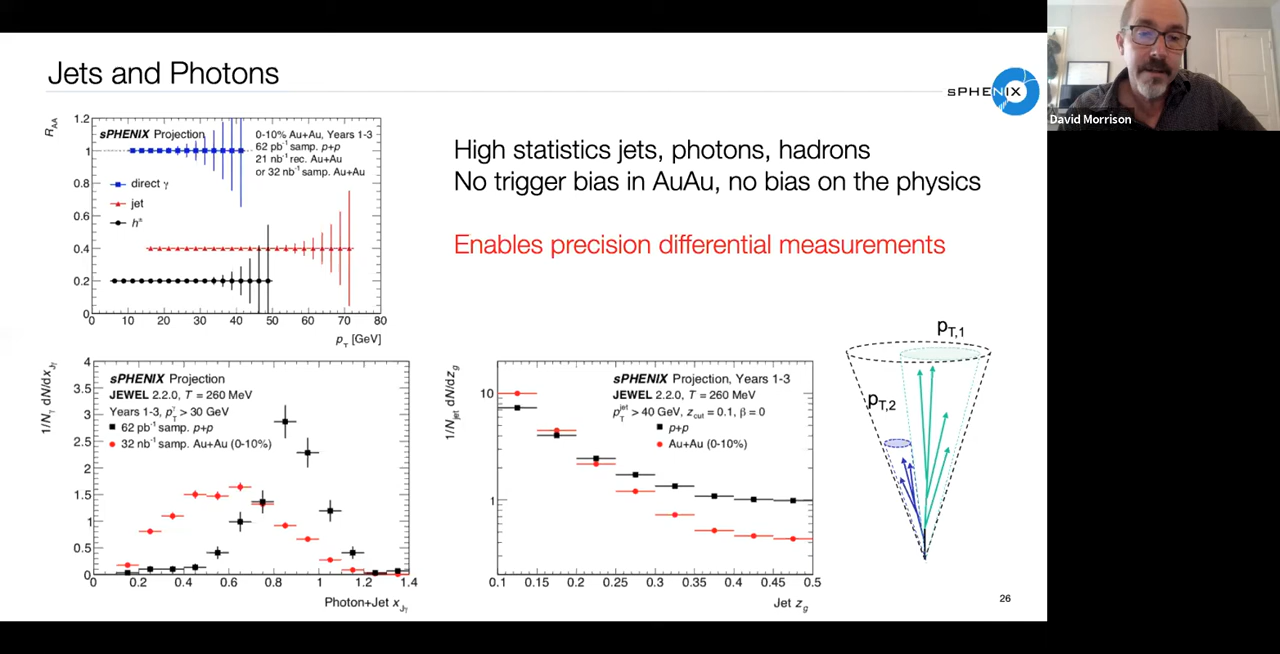 Jets and Photons
sPHENIX
David Morrison
High statistics jets, photons, hadrons
No trigger bias in AuAu, no bias on the physics
Enables precision differential measurements
R_AA
1.2
1
0.8
0.6
0.4
0.2
0
sPHENIX Projection
0-10% Au+Au, Years 1-3
62 pb⁻¹ samp. p+p
21 nb⁻¹ rec. Au+Au
or 32 nb⁻¹ samp. Au+Au
direct γ
jet
h±
0 10 20 30 40 50 60 70 80
p_T [GeV]
1/N_γ dN/dx_Jγ
4
3.5
3
2.5
2
1.5
1
0.5
0
sPHENIX Projection
JEWEL 2.2.0, T = 260 MeV
Years 1-3, p_T^γ > 30 GeV
62 pb⁻¹ samp. p+p
32 nb⁻¹ samp. Au+Au (0-10%)
0 0.2 0.4 0.6 0.8 1 1.2 1.4
Photon+Jet x_Jγ
1/N_jet dN/dz_g
10
1
sPHENIX Projection, Years 1-3
JEWEL 2.2.0, T = 260 MeV
p_T^jet > 40 GeV, z_cut = 0.1, β = 0
p+p
Au+Au (0-10%)
0.1 0.15 0.2 0.25 0.3 0.35 0.4 0.45 0.5
Jet z_g
p_T,1
p_T,2
26